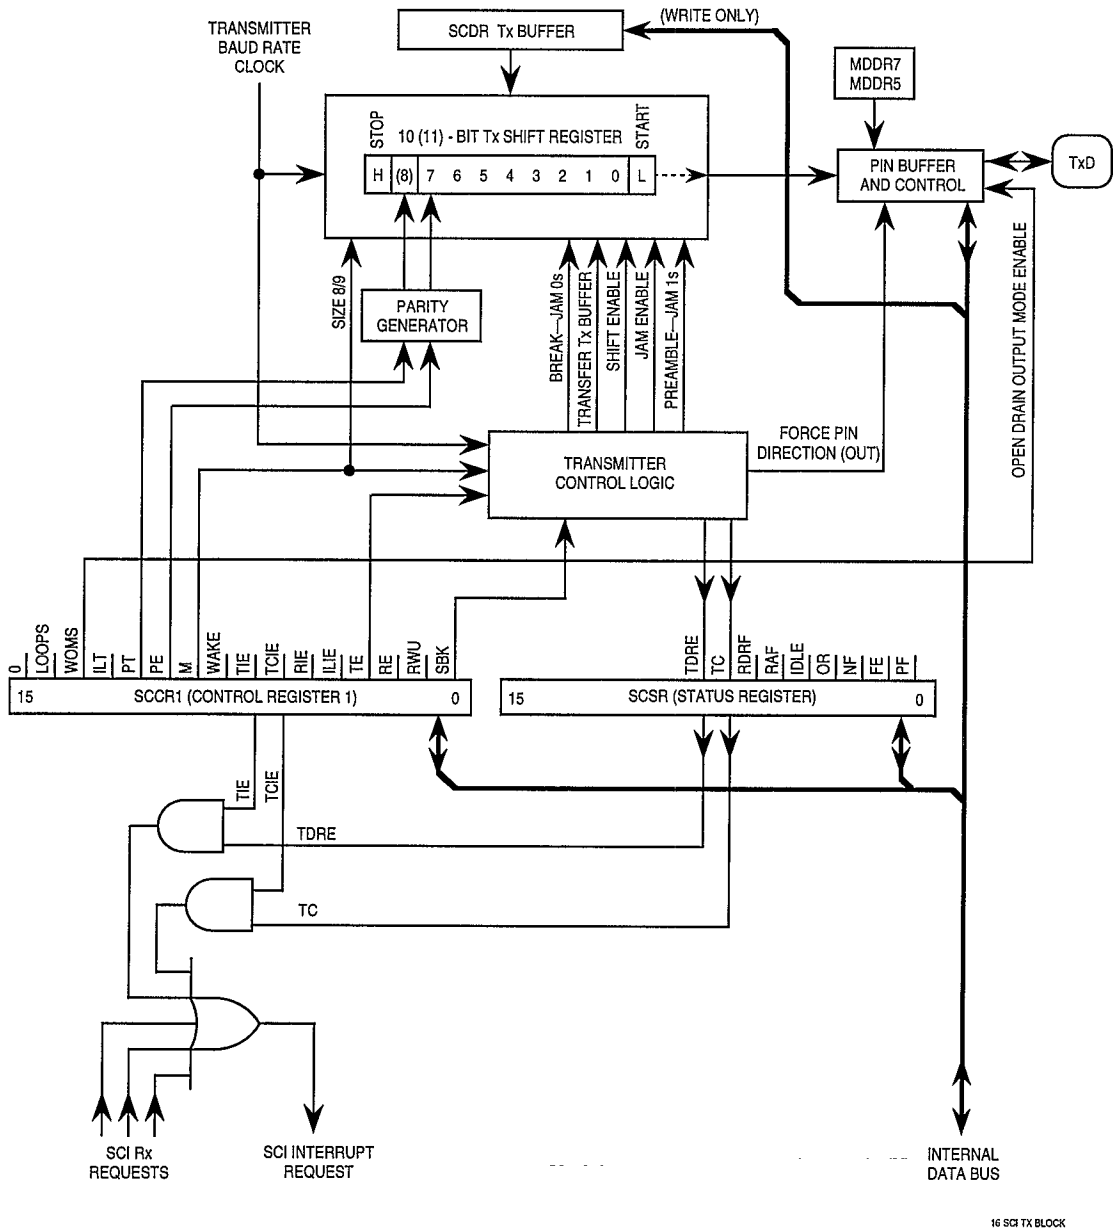 TRANSMITTER
BAUD RATE
CLOCK
SCDR Tx BUFFER
(WRITE ONLY)
MDDR7
MDDR5
STOP
10 (11) - BIT Tx SHIFT REGISTER
START
H (8) 7 6 5 4 3 2 1 0 L
PIN BUFFER
AND CONTROL
TxD
SIZE 8/9
PARITY
GENERATOR
BREAK—JAM 0s
TRANSFER Tx BUFFER
SHIFT ENABLE
JAM ENABLE
PREAMBLE—JAM 1s
OPEN DRAIN OUTPUT MODE ENABLE
TRANSMITTER
CONTROL LOGIC
FORCE PIN
DIRECTION (OUT)
0
LOOPS
WOMS
ILT
PT
PE
M
WAKE
TIE
TCIE
RIE
ILIE
TE
RE
RWU
SBK
TDRE
TC
RDRF
RAF
IDLE
OR
NF
FE
PF
15 SCCR1 (CONTROL REGISTER 1) 0
15 SCSR (STATUS REGISTER) 0
TIE
TCIE
TDRE
TC
SCI Rx
REQUESTS
SCI INTERRUPT
REQUEST
INTERNAL
DATA BUS
16 SCI TX BLOCK